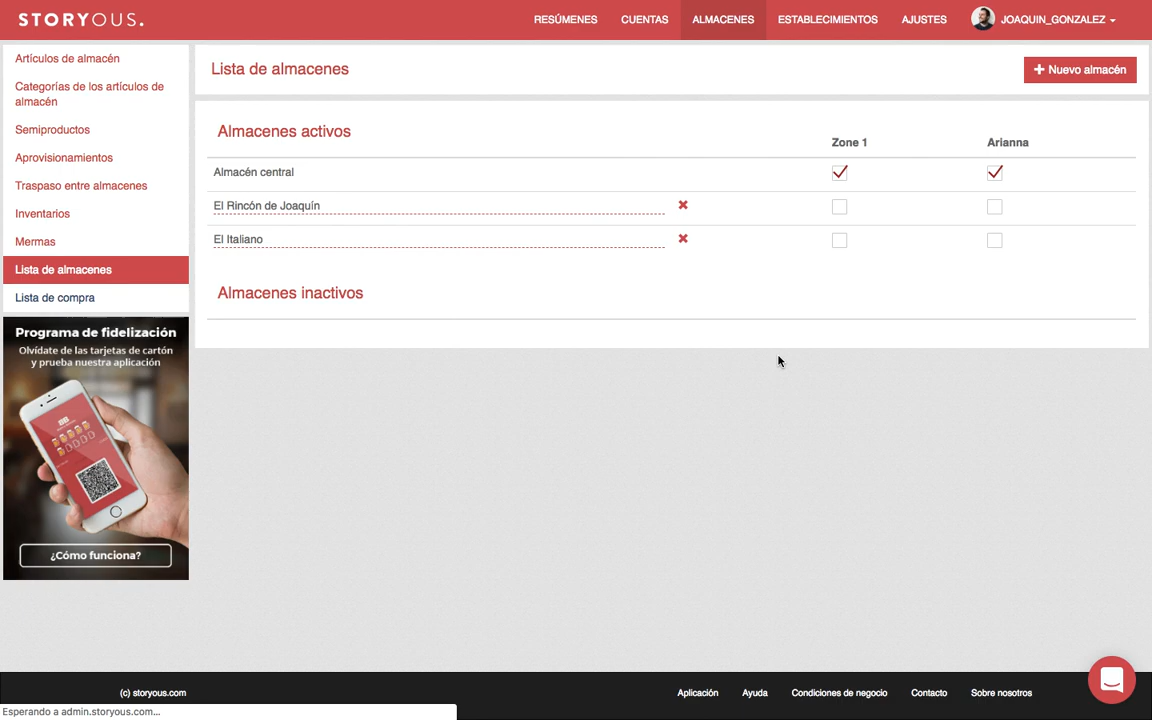 STORYOUS.
RESÚMENES CUENTAS ALMACENES ESTABLECIMIENTOS AJUSTES JOAQUIN_GONZALEZ
Artículos de almacén
Categorías de los artículos de
almacén
Semiproductos
Aprovisionamientos
Traspaso entre almacenes
Inventarios
Mermas
Lista de almacenes
Lista de compra
Programa de fidelización
Olvídate de las tarjetas de cartón
y prueba nuestra aplicación
¿Cómo funciona?
Lista de almacenes
+ Nuevo almacén
Almacenes activos
Zone 1 Arianna
Almacén central
El Rincón de Joaquín
El Italiano
Almacenes inactivos
(c) storyous.com
Aplicación Ayuda Condiciones de negocio Contacto Sobre nosotros
Esperando a admin.storyous.com...